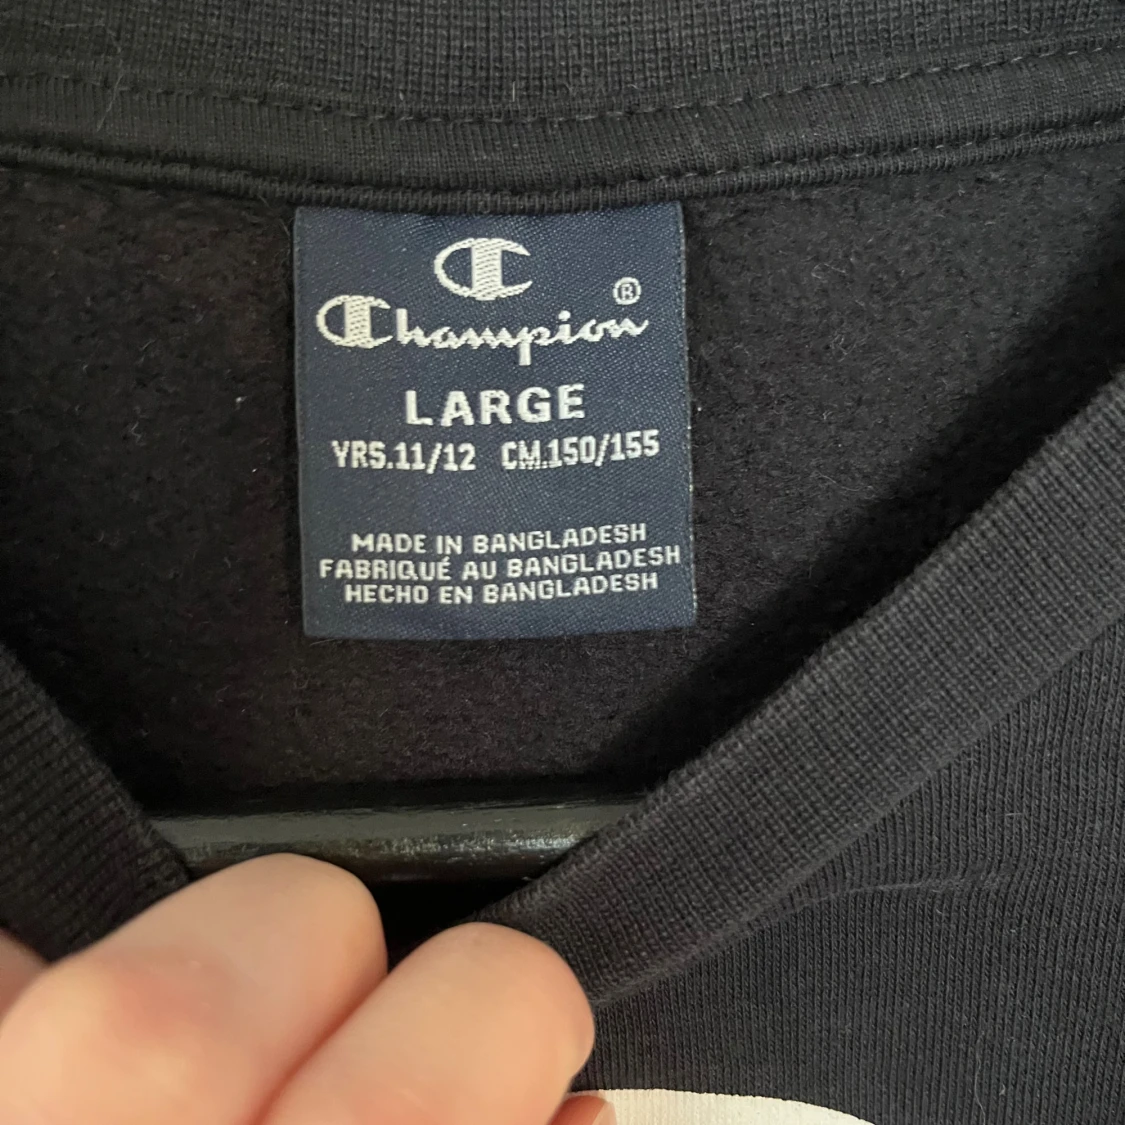 Champion®
LARGE
YRS.11/12 CM.150/155
MADE IN BANGLADESH
FABRIQUÉ AU BANGLADESH
HECHO EN BANGLADESH